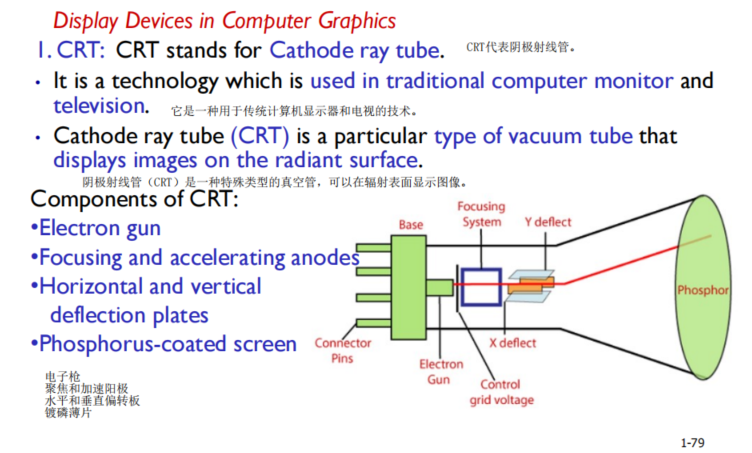 Display Devices in Computer Graphics
1. CRT: CRT stands for Cathode ray tube.
CRT代表阴极射线管。
• It is a technology which is used in traditional computer monitor and
television.
它是一种用于传统计算机显示器和电视的技术。
• Cathode ray tube (CRT) is a particular type of vacuum tube that
displays images on the radiant surface.
阴极射线管（CRT）是一种特殊类型的真空管，可以在辐射表面显示图像。
Components of CRT:
•Electron gun
•Focusing and accelerating anodes
•Horizontal and vertical
deflection plates
•Phosphorus-coated screen
电子枪
聚焦和加速阳极
水平和垂直偏转板
镀磷薄片
Base
Focusing
System
Y deflect
Phosphor
Connector
Pins
X deflect
Electron
Gun
Control
grid voltage
1-79